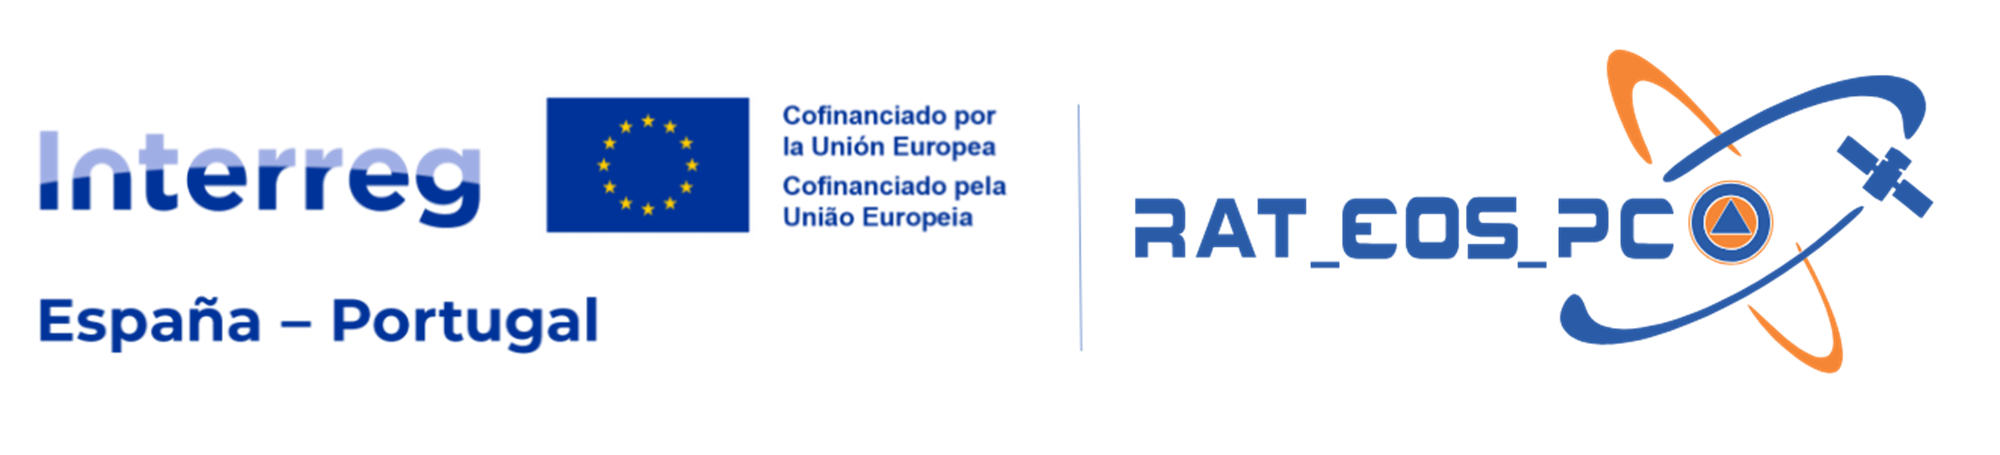 Interreg
España – Portugal
Cofinanciado por
la Unión Europea
Cofinanciado pela
União Europeia
RAT_EOS_PC